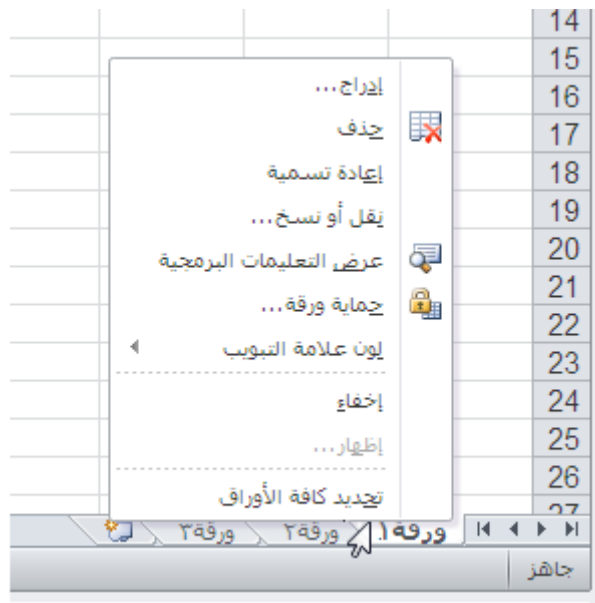 14
15
16
17
18
19
20
21
22
23
24
25
26
27
إدراج...
حذف
إعادة تسمية
نقل أو نسخ...
عرض التعليمات البرمجية
حماية ورقة...
لون علامة التبويب
إخفاء
إظهار...
تحديد كافة الأوراق
ورقة١ ورقة٢ ورقة٣
جاهز